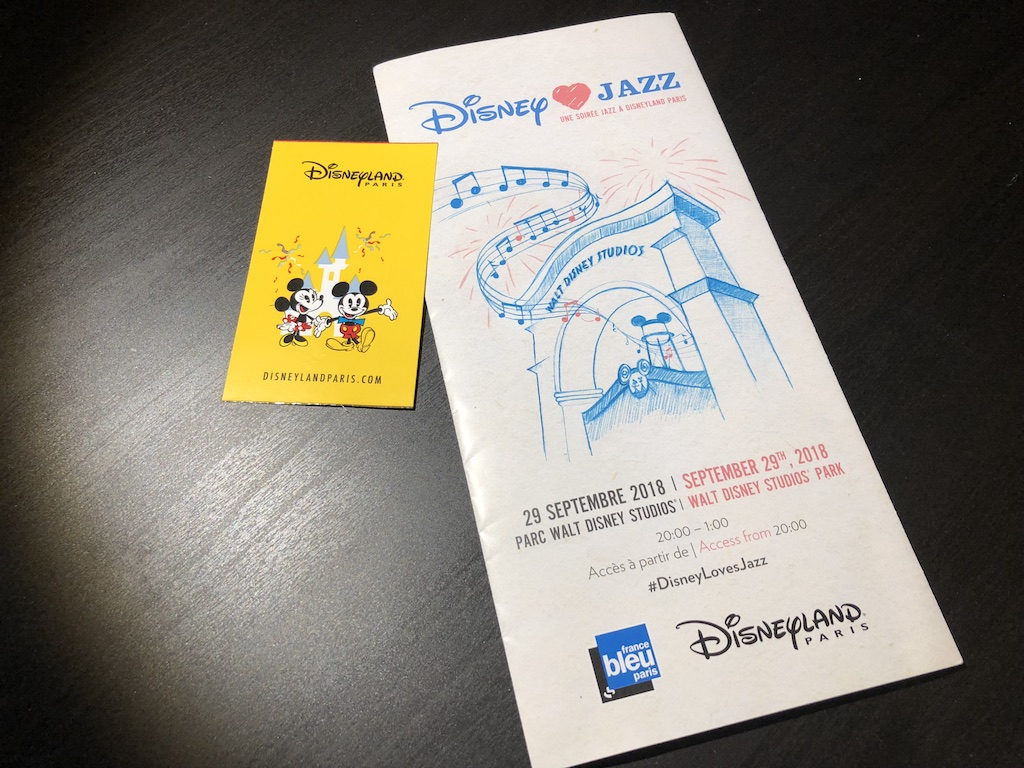 DISNEYLAND
PARIS
DISNEYLANDPARIS.COM
DISNEY JAZZ
UNE SOIREE JAZZ À DISNEYLAND PARIS
WALT DISNEY STUDIOS
29 SEPTEMBRE 2018 | SEPTEMBER 29TH, 2018
PARC WALT DISNEY STUDIOS® | WALT DISNEY STUDIOS® PARK
20:00 – 1:00
Accès à partir de | Access from 20:00
#DisneyLovesJazz
france
bleu
paris
DISNEYLAND®
PARIS